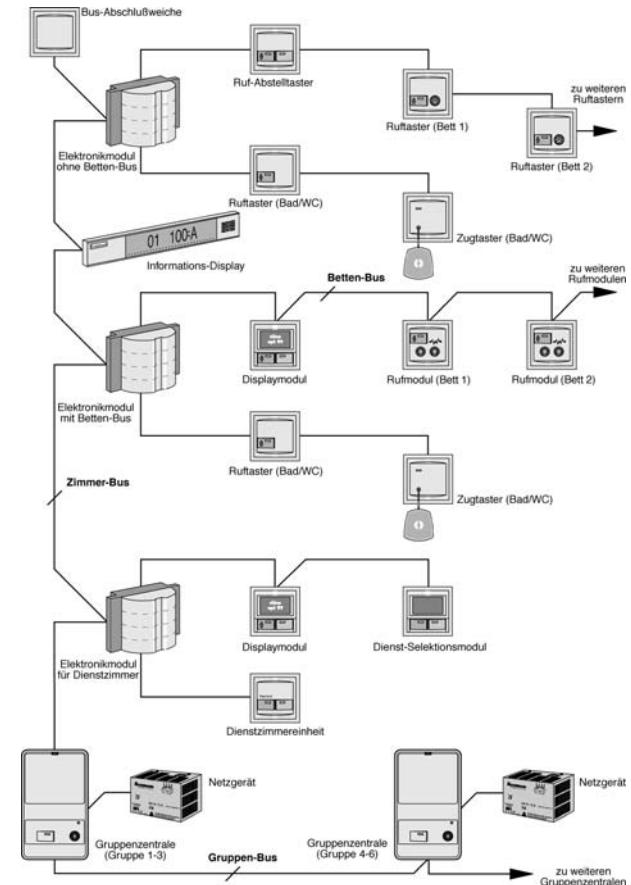 Bus-Abschlußweiche
Ruf-Abstelltaster
Ruftaster (Bett 1)
zu weiteren
Ruftastern
Ruftaster (Bett 2)
Elektronikmodul
ohne Betten-Bus
Ruftaster (Bad/WC)
Zugtaster (Bad/WC)
01 100:A
Informations-Display
Betten-Bus
zu weiteren
Rufmodulen
Displaymodul
Rufmodul (Bett 1)
Rufmodul (Bett 2)
Elektronikmodul
mit Betten-Bus
Ruftaster (Bad/WC)
Zimmer-Bus
Zugtaster (Bad/WC)
Elektronikmodul
für Dienstzimmer
Displaymodul
Dienst-Selektionsmodul
Dienstzimmereinheit
Netzgerät
Netzgerät
Gruppenzentrale
(Gruppe 1-3)
Gruppen-Bus
Gruppenzentrale
(Gruppe 4-6)
zu weiteren
Gruppenzentralen